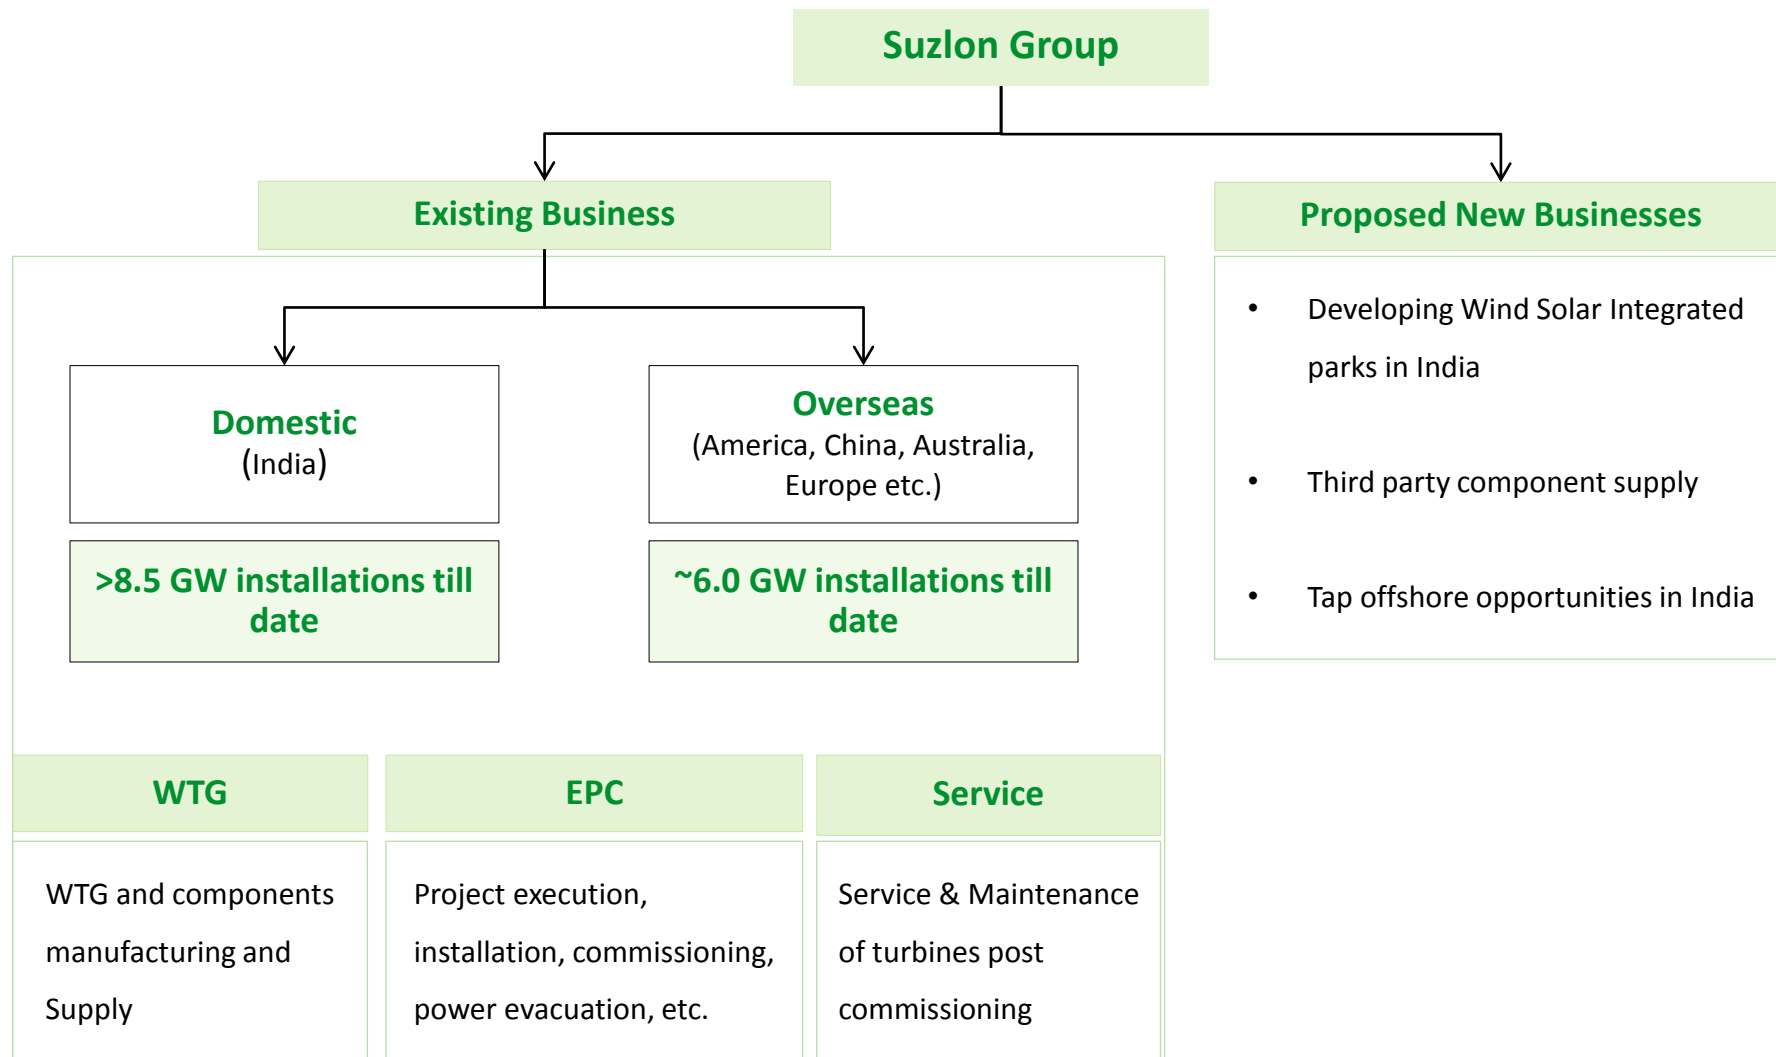 Suzlon Group
Existing Business
Proposed New Businesses
Domestic
(India)
>8.5 GW installations till
date
Overseas
(America, China, Australia,
Europe etc.)
~6.0 GW installations till
date
• Developing Wind Solar Integrated
parks in India
• Third party component supply
• Tap offshore opportunities in India
WTG
WTG and components
manufacturing and
Supply
EPC
Project execution,
installation, commissioning,
power evacuation, etc.
Service
Service & Maintenance
of turbines post
commissioning